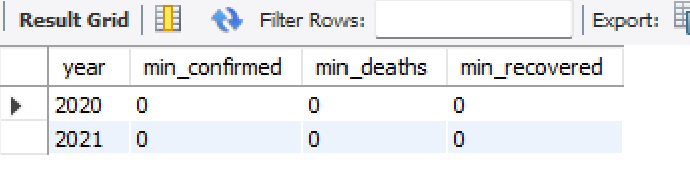 Result Grid Filter Rows: Export:
year min_confirmed min_deaths min_recovered
2020 0 0 0
2021 0 0 0